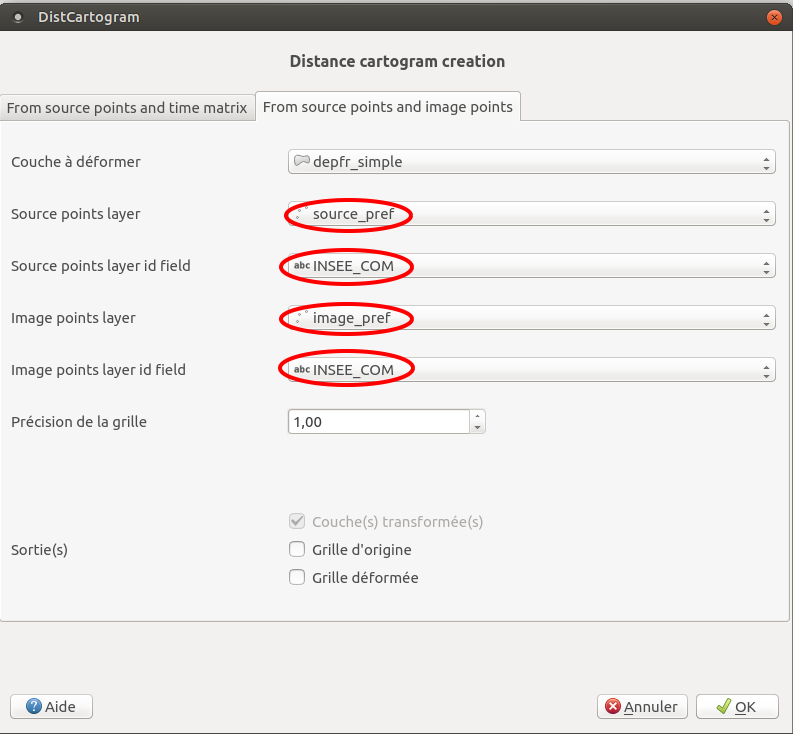 DistCartogram
Distance cartogram creation
From source points and time matrix
From source points and image points
Couche à déformer
depfr_simple
Source points layer
source_pref
Source points layer id field
abc INSEE_COM
Image points layer
image_pref
Image points layer id field
abc INSEE_COM
Précision de la grille
1,00
Couche(s) transformée(s)
Sortie(s)
Grille d'origine
Grille déformée
Aide
Annuler
OK